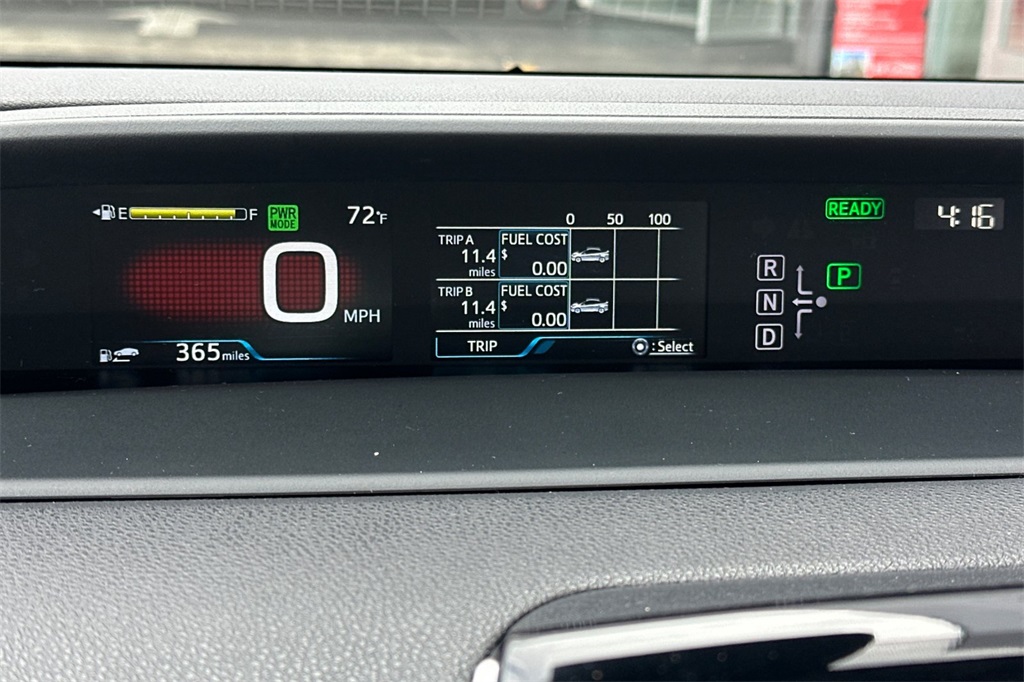 E F PWR MODE 72°F
0 MPH
365 miles
0 50 100
TRIP A FUEL COST
11.4 miles $ 0.00
TRIP B FUEL COST
11.4 miles $ 0.00
TRIP :Select
READY 4:16
R
N
D
P